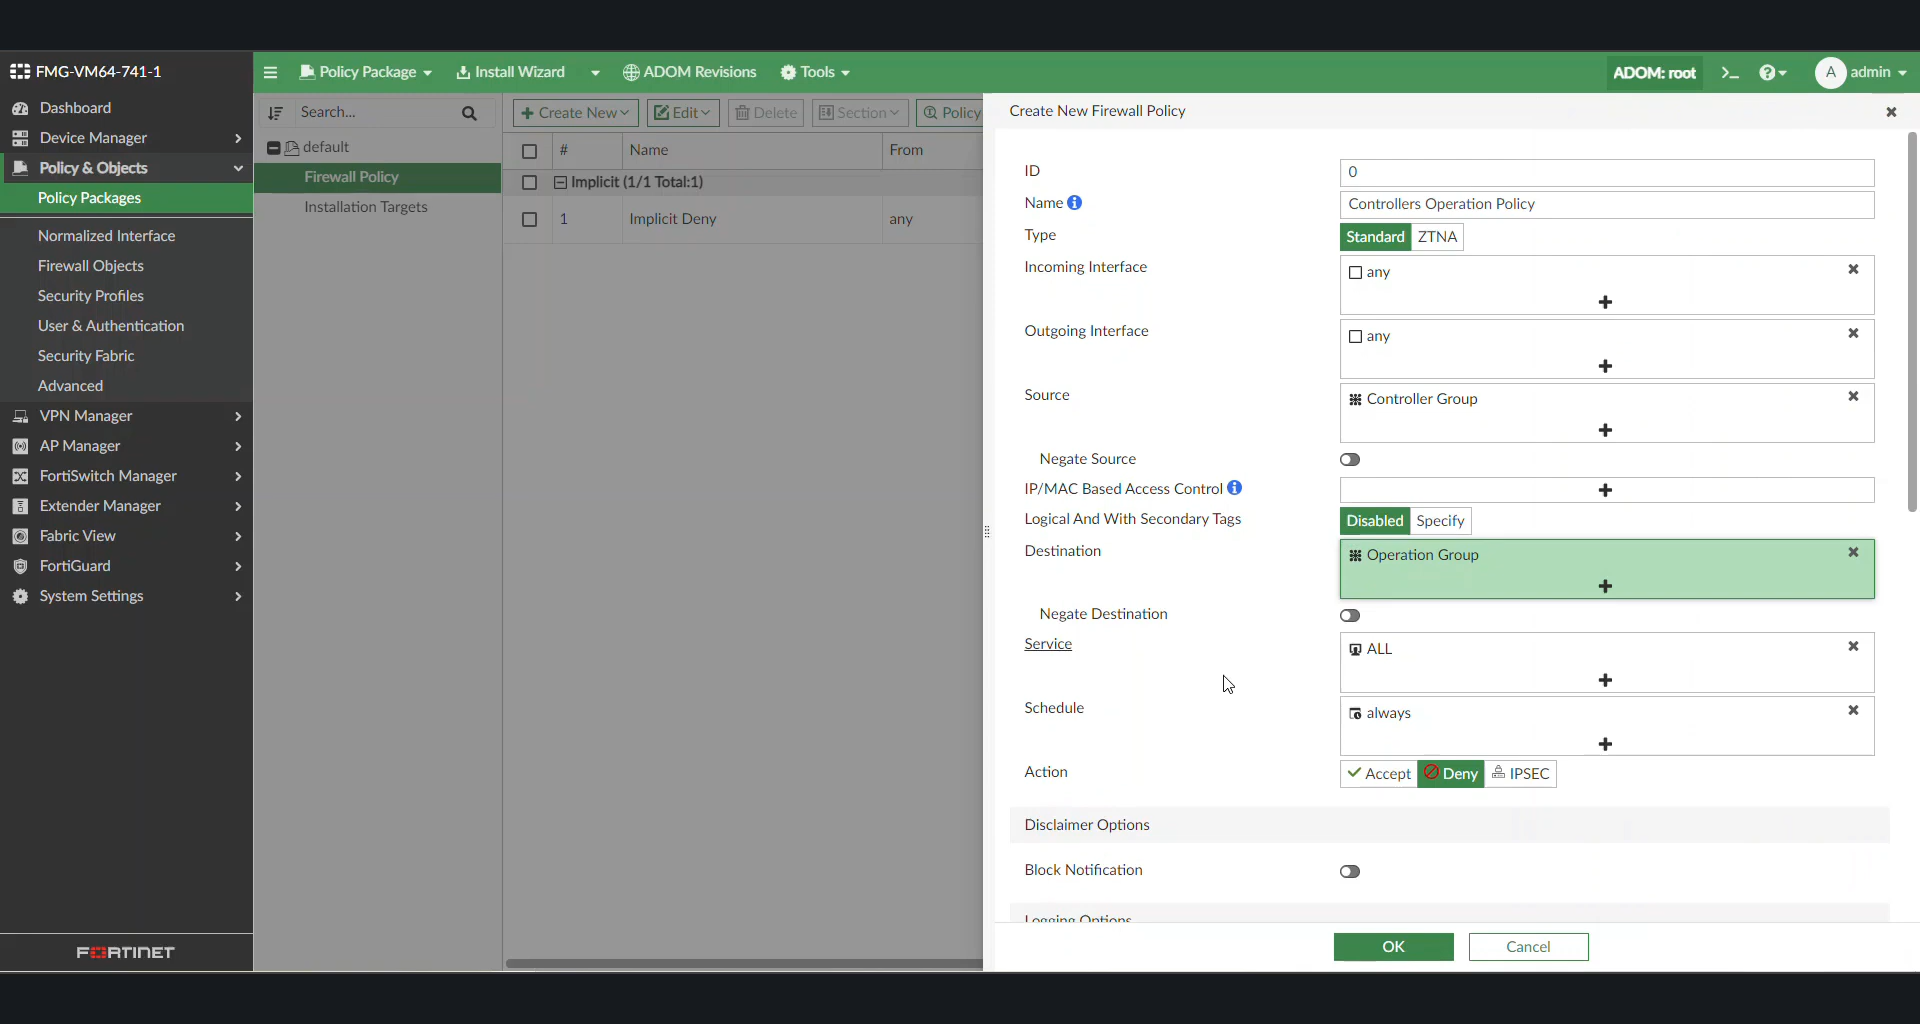 FMG-VM64-741-1
Policy Package
Install Wizard
ADOM Revisions
Tools
ADOM: root
A
admin
Dashboard
Device Manager
Policy & Objects
Policy Packages
Normalized Interface
Firewall Objects
Security Profiles
User & Authentication
Security Fabric
Advanced
VPN Manager
AP Manager
FortiSwitch Manager
Extender Manager
Fabric View
FortiGuard
System Settings
FORTINET
Search...
default
Firewall Policy
Installation Targets
Create New
Edit
Delete
Section
Policy
# Name From
Implicit (1/1 Total:1)
1 Implicit Deny any
Create New Firewall Policy
ID 0
Name Controllers Operation Policy
Type Standard ZTNA
Incoming Interface any
Outgoing Interface any
Source Controller Group
Negate Source
IP/MAC Based Access Control
Logical And With Secondary Tags Disabled Specify
Destination Operation Group
Negate Destination
Service ALL
Schedule always
Action Accept Deny IPSEC
Disclaimer Options
Block Notification
Logging Options
OK Cancel